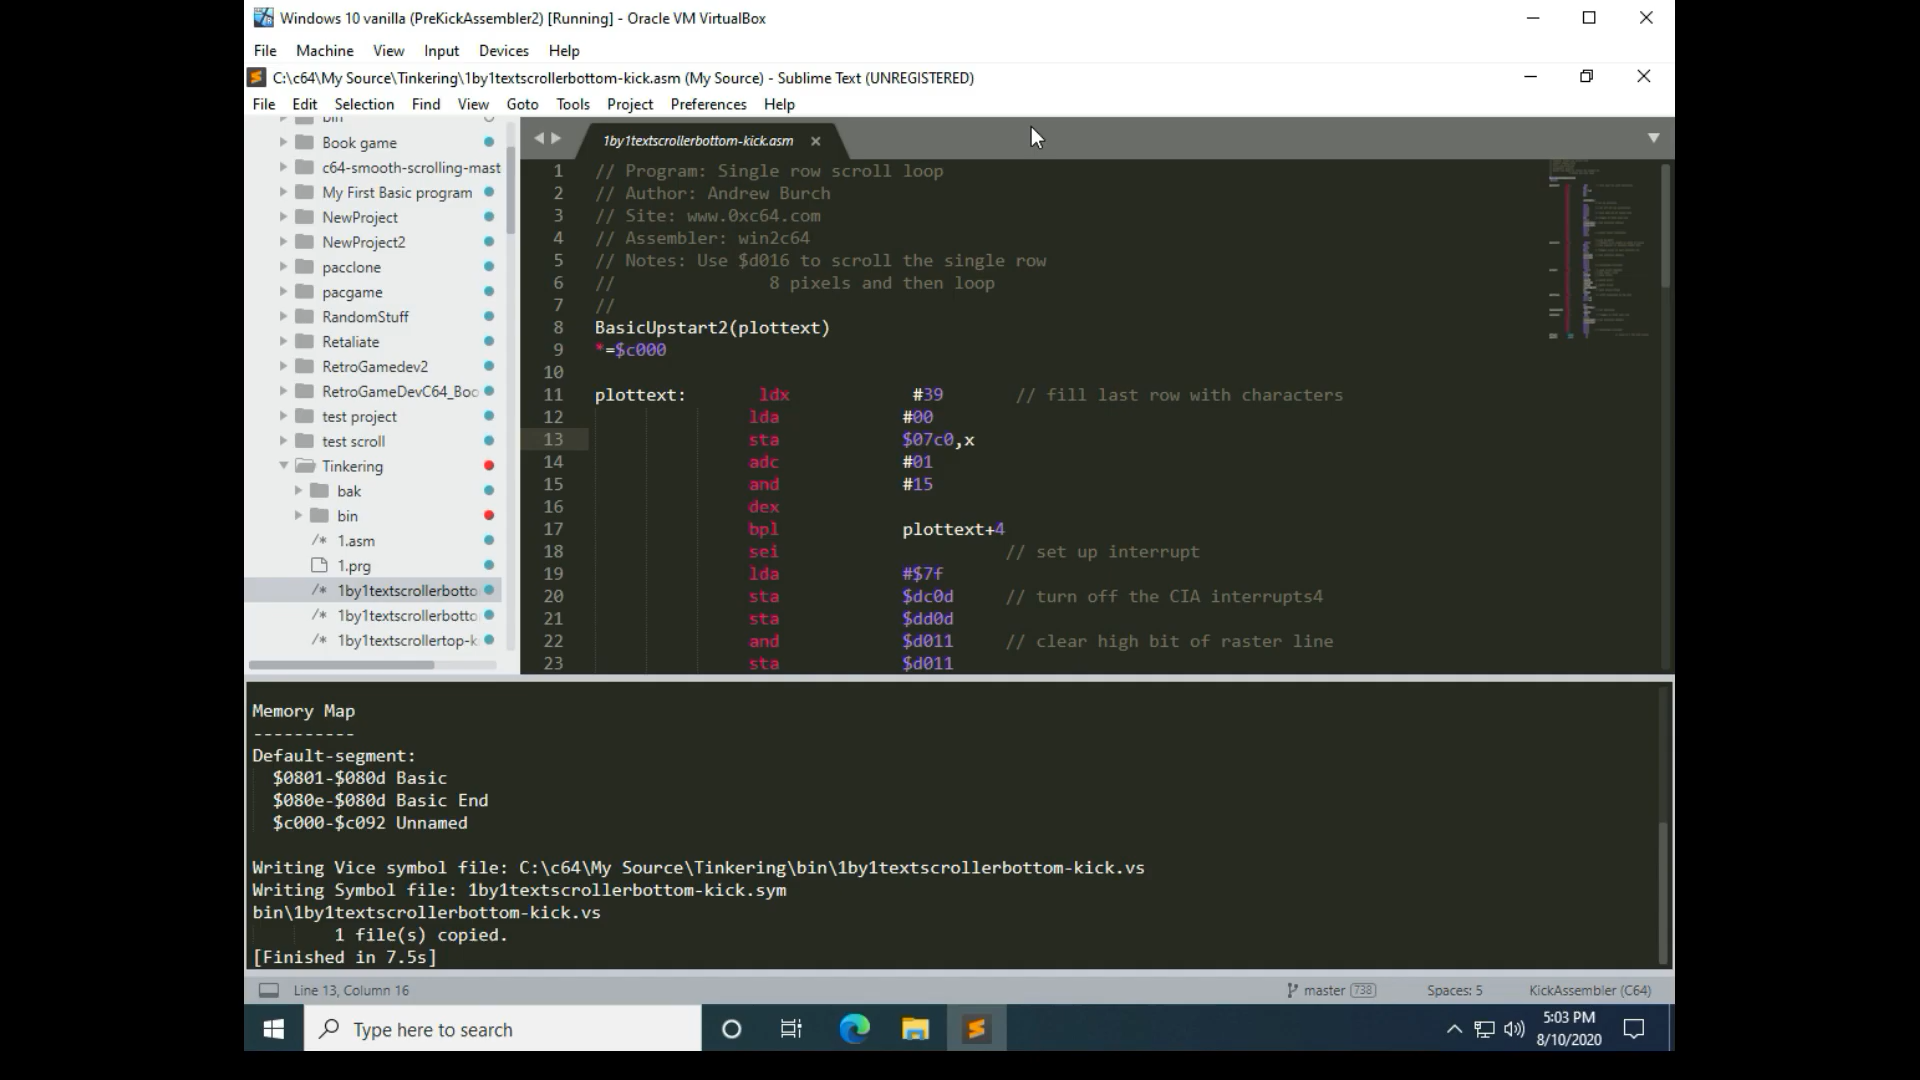 Windows 10 vanilla (PreKickAssembler2) [Running] - Oracle VM VirtualBox
File Machine View Input Devices Help
C:\c64\My Source\Tinkering\1by1textscrollerbottom-kick.asm (My Source) - Sublime Text (UNREGISTERED)
File Edit Selection Find View Goto Tools Project Preferences Help
bin
Book game
c64-smooth-scrolling-mast
My First Basic program
NewProject
NewProject2
pacclone
pacgame
RandomStuff
Retaliate
RetroGamedev2
RetroGameDevC64_Boo
test project
test scroll
Tinkering
bak
bin
/* 1.asm
1.prg
/* 1by1textscrollerbotto
/* 1by1textscrollerbotto
/* 1by1textscrollertop-k
1by1textscrollerbottom-kick.asm
1 // Program: Single row scroll loop
2 // Author: Andrew Burch
3 // Site: www.0xc64.com
4 // Assembler: win2c64
5 // Notes: Use $d016 to scroll the single row
6 // 8 pixels and then loop
7 //
8 BasicUpstart2(plottext)
9 *=$c000
10
11 plottext: ldx #39 // fill last row with characters
12 lda #00
13 sta $07c0,x
14 adc #01
15 and #15
16 dex
17 bpl plottext+4
18 sei // set up interrupt
19 lda #$7f
20 sta $dc0d // turn off the CIA interrupts4
21 sta $dd0d
22 and $d011 // clear high bit of raster line
23 sta $d011
Memory Map
----------
Default-segment:
$0801-$080d Basic
$080e-$080d Basic End
$c000-$c092 Unnamed
Writing Vice symbol file: C:\c64\My Source\Tinkering\bin\1by1textscrollerbottom-kick.vs
Writing Symbol file: 1by1textscrollerbottom-kick.sym
bin\1by1textscrollerbottom-kick.vs
1 file(s) copied.
[Finished in 7.5s]
Line 13, Column 16 master 738 Spaces: 5 KickAssembler (C64)
Type here to search
5:03 PM
8/10/2020